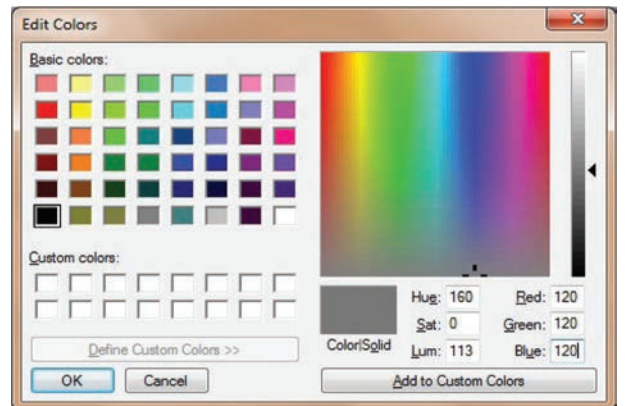 Edit Colors
Basic colors:
Custom colors:
Define Custom Colors >>
OK
Cancel
Color|Solid
Hue: 160
Sat: 0
Lum: 113
Red: 120
Green: 120
Blue: 120
Add to Custom Colors